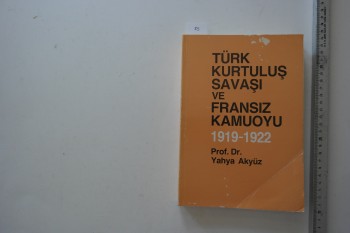 TÜRK
KURTULUŞ
SAVAŞI
VE
FRANSIZ
KAMUOYU
1919-1922
Prof. Dr.
Yahya Akyüz